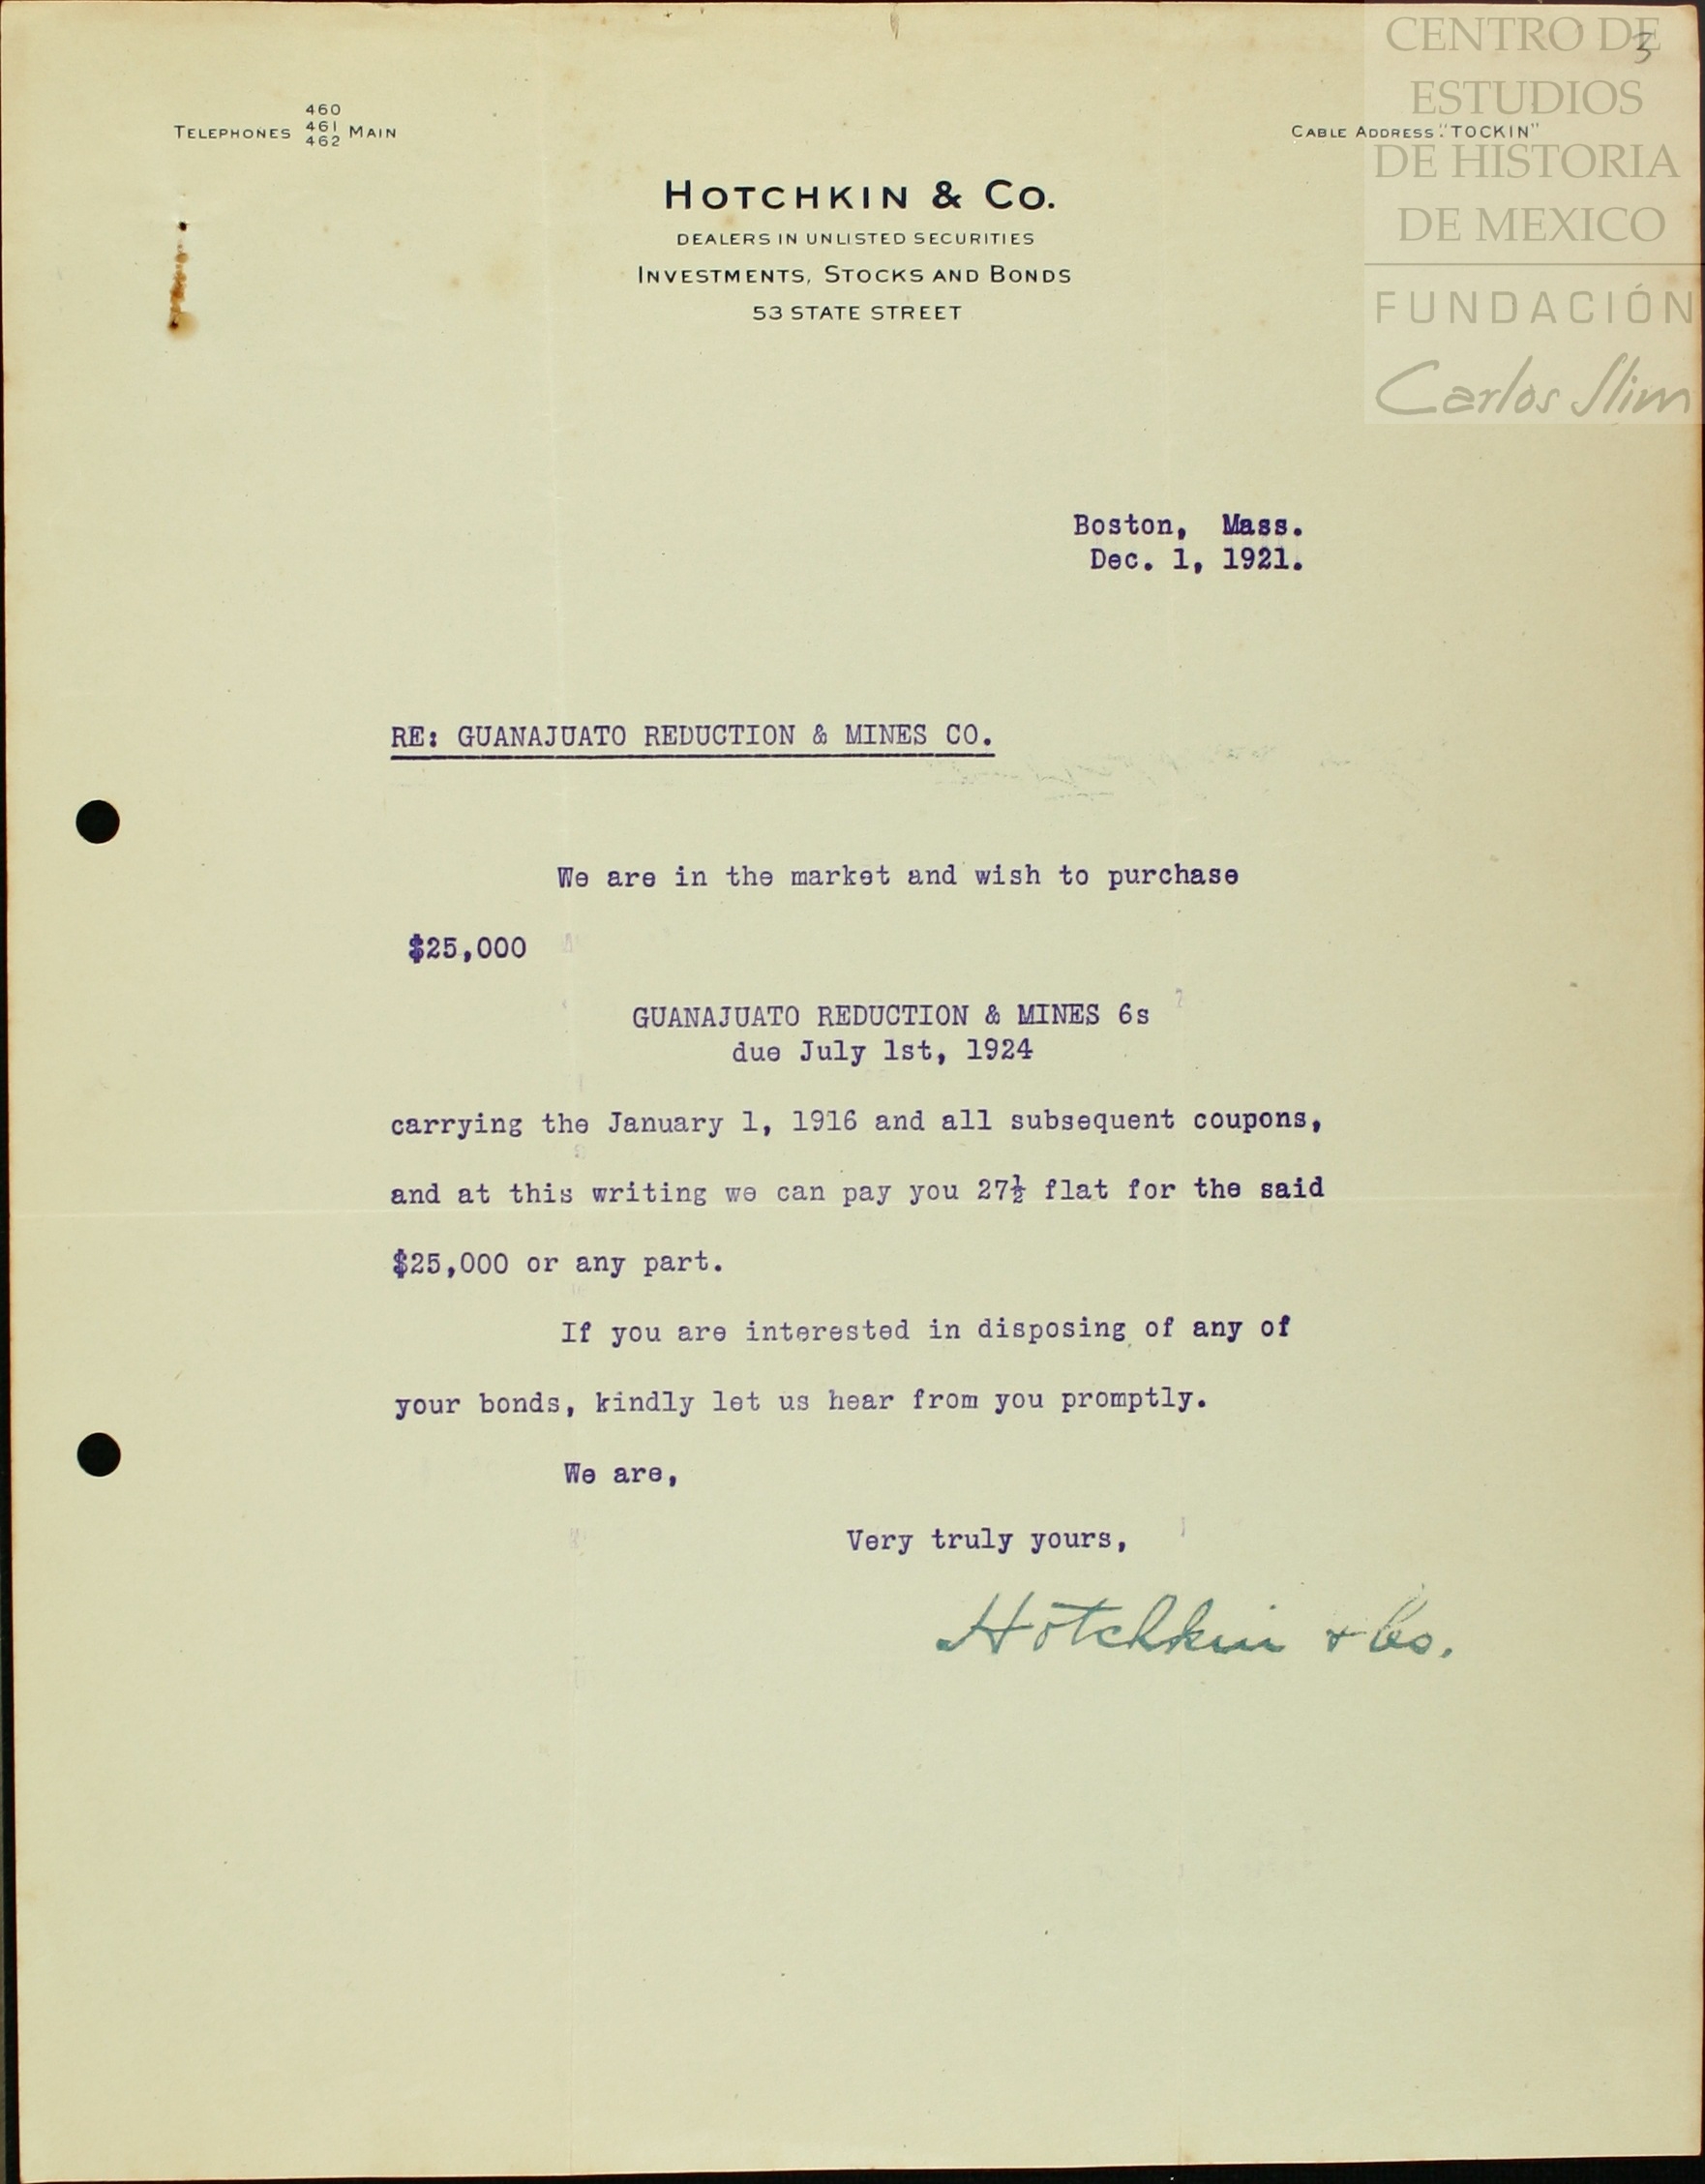 CENTRO DE
ESTUDIOS
DE HISTORIA
DE MEXICO
FUNDACIÓN
Carlos Slim
3
460
TELEPHONES 461 MAIN
462
CABLE ADDRESS "TOCKIN"
HOTCHKIN & CO.
DEALERS IN UNLISTED SECURITIES
INVESTMENTS, STOCKS AND BONDS
53 STATE STREET
Boston, Mass.
Dec. 1, 1921.
RE: GUANAJUATO REDUCTION & MINES CO.
We are in the market and wish to purchase
$25,000
GUANAJUATO REDUCTION & MINES 6s
due July 1st, 1924
carrying the January 1, 1916 and all subsequent coupons,
and at this writing we can pay you 27½ flat for the said
$25,000 or any part.
If you are interested in disposing of any of
your bonds, kindly let us hear from you promptly.
We are,
Very truly yours,
Hotchkin & Co.